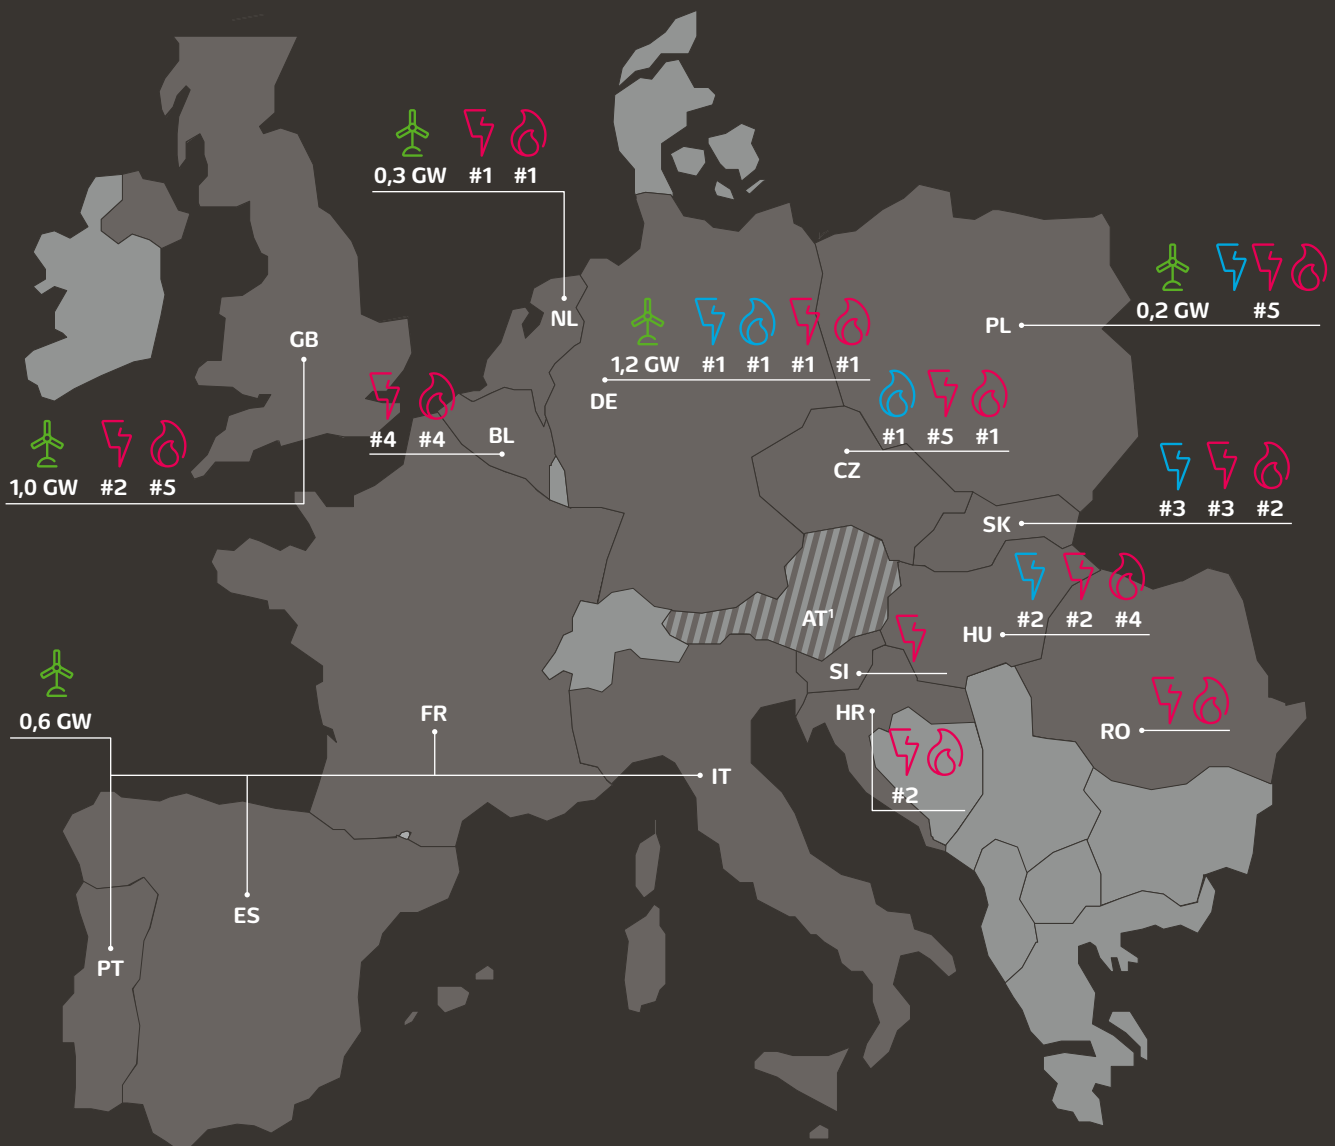 0,3 GW #1 #1
NL
0,2 GW #5
PL
GB
1,2 GW #1 #1 #1 #1
DE
#4 #4
BL
#1 #5 #1
CZ
1,0 GW #2 #5
#3 #3 #2
SK
AT¹
#2 #2 #4
HU
SI
0,6 GW
FR
HR
#2
RO
IT
ES
PT